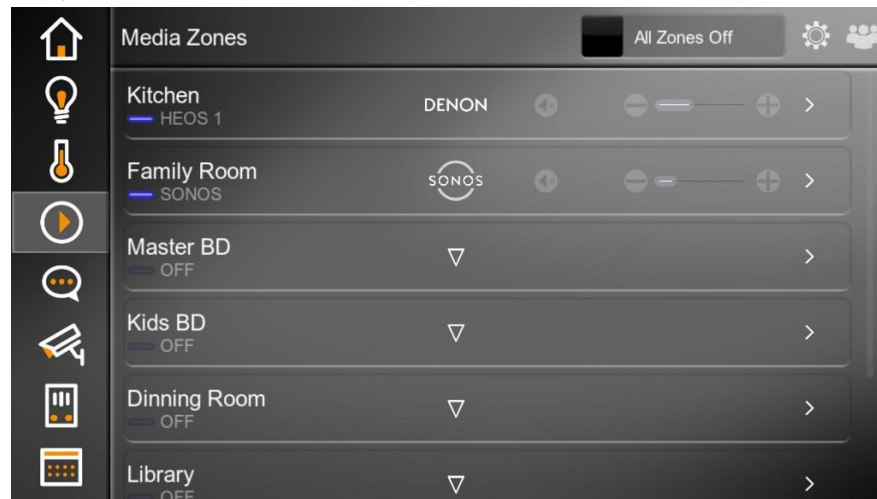 Media Zones
All Zones Off
Kitchen
HEOS 1
DENON
Family Room
SONOS
SONOS
Master BD
OFF
Kids BD
OFF
Dinning Room
OFF
Library
OFF